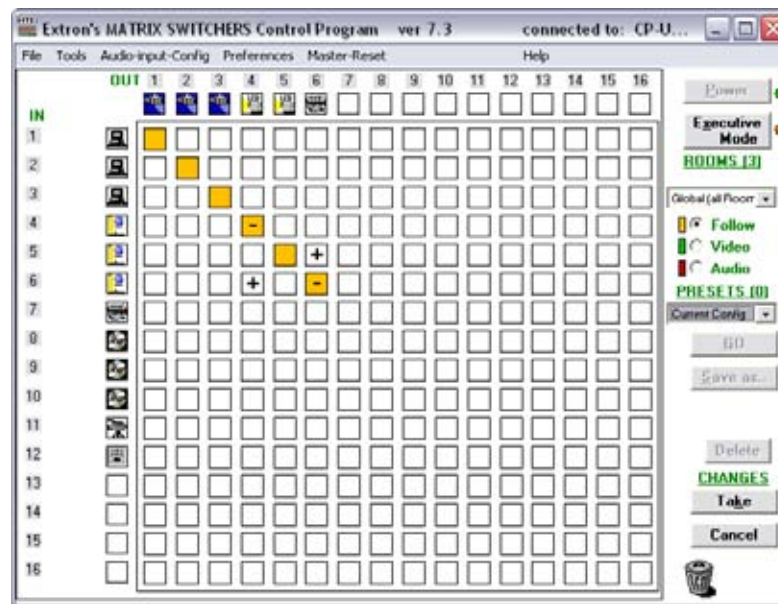 Extron's MATRIX SWITCHERS Control Program ver 7.3 connected to: CP-U...
File Tools Audio-input-Config Preferences Master-Reset Help
OUT 1 2 3 4 5 6 7 8 9 10 11 12 13 14 15 16
IN
1
2
3
4 -
5 +
6 + -
7
8
9
10
11
12
13
14
15
16
Power
Executive
Mode
ROOMS [3]
Global (all Room
Follow
Video
Audio
PRESETS [0]
Current Config
GO
Save as..
Delete
CHANGES
Take
Cancel